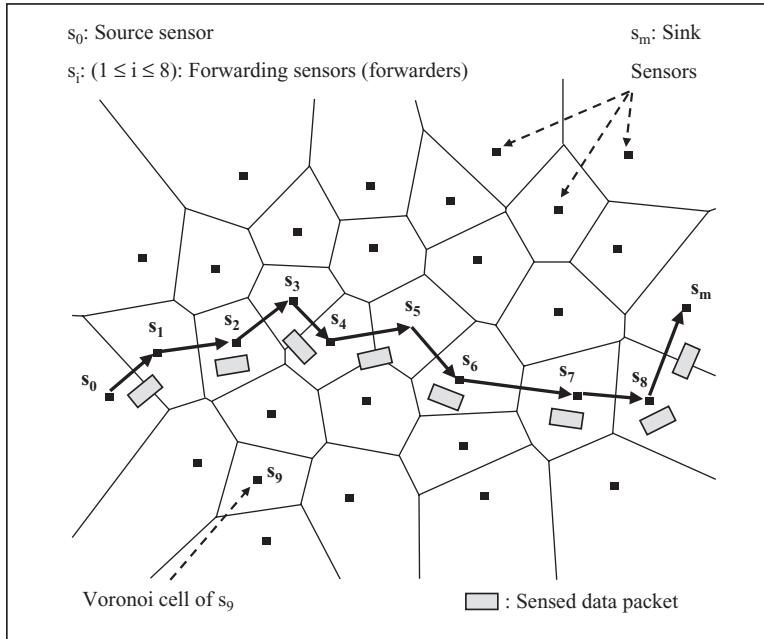 s₀: Source sensor
sₘ: Sink
sᵢ: (1 ≤ i ≤ 8): Forwarding sensors (forwarders)
Sensors
s₃
sₘ
s₁
s₂
s₄
s₅
s₀
s₆
s₇
s₈
s₉
Voronoi cell of s₉
: Sensed data packet